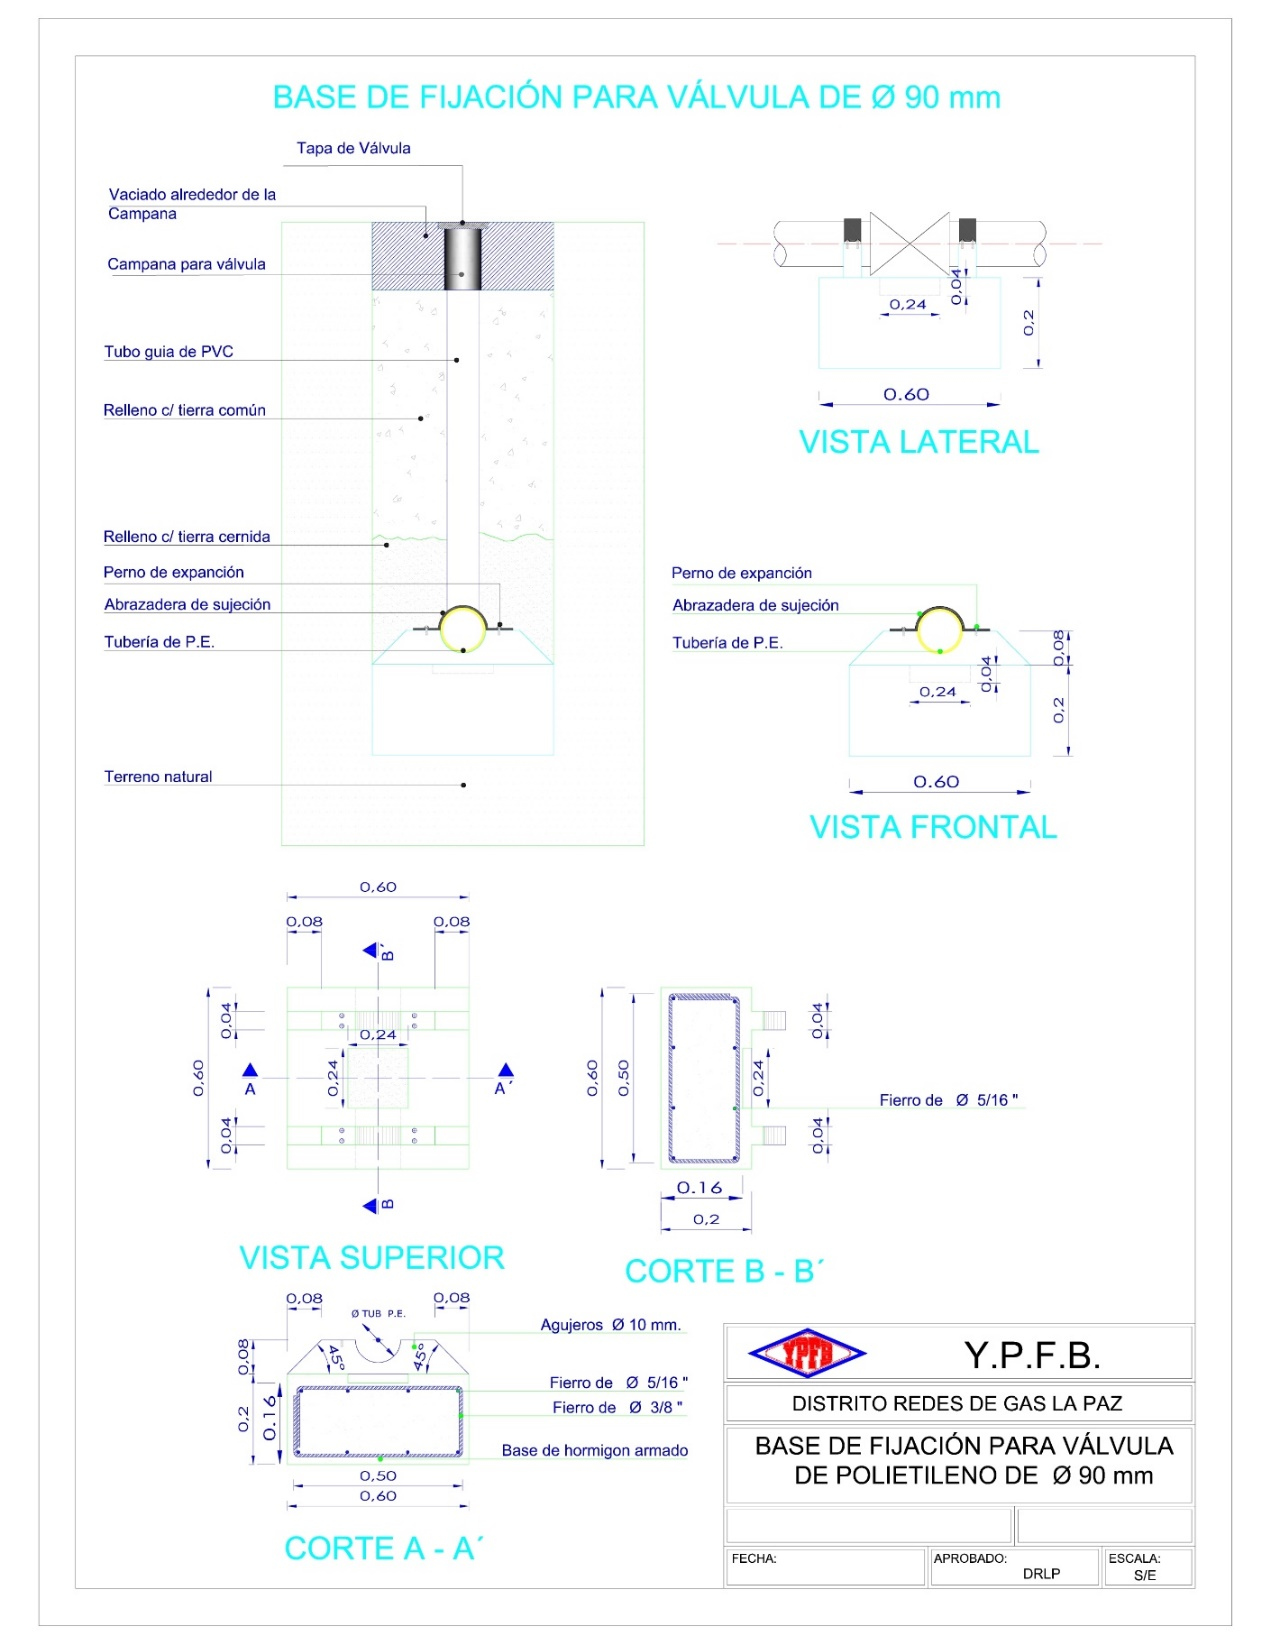 BASE DE FIJACIÓN PARA VÁLVULA DE Ø 90 mm
Tapa de Válvula
Vaciado alrededor de la
Campana
Campana para válvula
Tubo guia de PVC
Relleno c/ tierra común
Relleno c/ tierra cernida
Perno de expanción
Abrazadera de sujeción
Tubería de P.E.
Terreno natural
0,24
0,04
0,2
0.60
VISTA LATERAL
Perno de expanción
Abrazadera de sujeción
Tubería de P.E.
0,08
0,04
0,24
0,2
0.60
VISTA FRONTAL
0,60
0,08
0,08
B´
0,04
0,24
0,60
0,24
A
A´
0,04
B
VISTA SUPERIOR
0,04
0,60
0,50
0,24
Fierro de Ø 5/16 "
0,04
0.16
0,2
CORTE B - B´
0,08
0,08
Ø TUB P.E.
Agujeros Ø 10 mm.
0,08
45°
45°
Fierro de Ø 5/16 "
Fierro de Ø 3/8 "
0,2
0.16
Base de hormigon armado
0,50
0,60
CORTE A - A´
YPFB
Y.P.F.B.
DISTRITO REDES DE GAS LA PAZ
BASE DE FIJACIÓN PARA VÁLVULA
DE POLIETILENO DE Ø 90 mm
FECHA:
APROBADO:
DRLP
ESCALA:
S/E